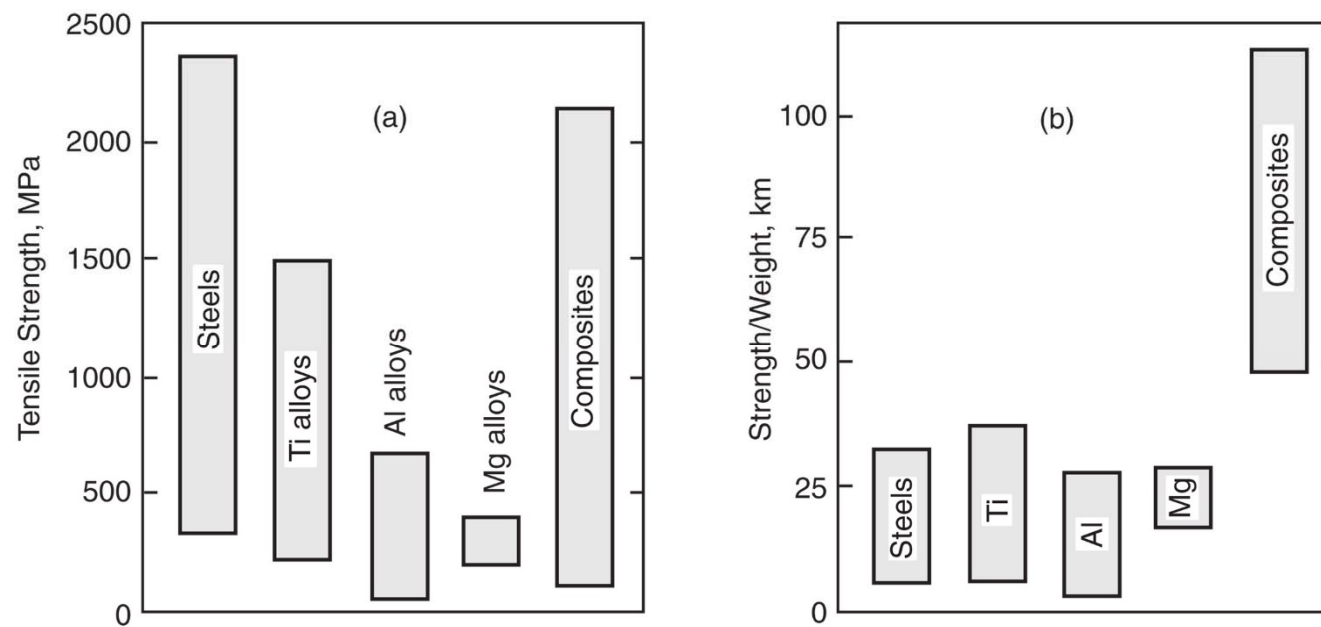 Tensile Strength, MPa
2500
2000
1500
1000
500
0
(a)
Steels
Ti alloys
Al alloys
Mg alloys
Composites
Strength/Weight, km
100
75
50
25
0
(b)
Steels
Ti
Al
Mg
Composites